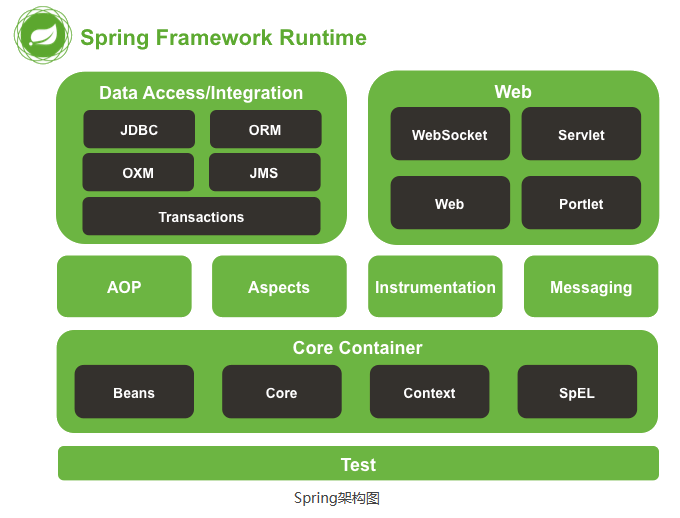 Spring Framework Runtime
Data Access/Integration
JDBC
ORM
OXM
JMS
Transactions
Web
WebSocket
Servlet
Web
Portlet
AOP
Aspects
Instrumentation
Messaging
Core Container
Beans
Core
Context
SpEL
Test
Spring架构图